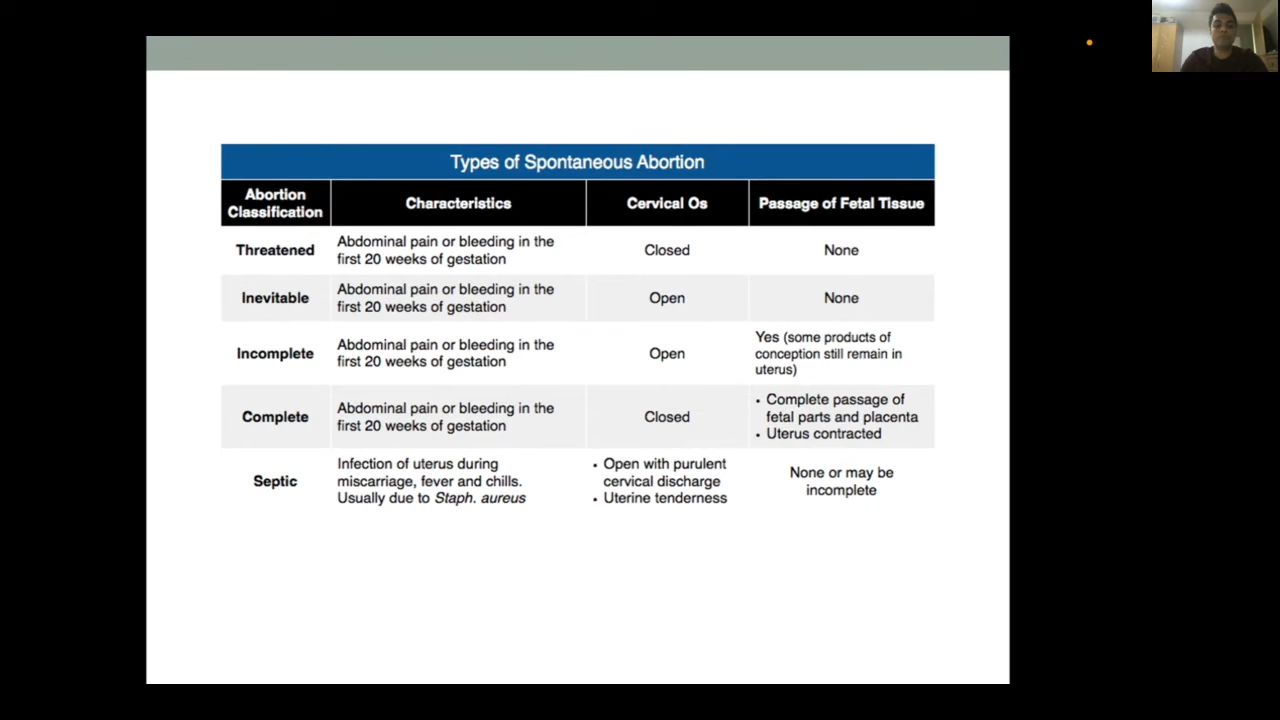 Types of Spontaneous Abortion
Abortion
Classification
Characteristics
Cervical Os
Passage of Fetal Tissue
Threatened
Abdominal pain or bleeding in the
first 20 weeks of gestation
Closed
None
Inevitable
Abdominal pain or bleeding in the
first 20 weeks of gestation
Open
None
Incomplete
Abdominal pain or bleeding in the
first 20 weeks of gestation
Open
Yes (some products of
conception still remain in
uterus)
Complete
Abdominal pain or bleeding in the
first 20 weeks of gestation
Closed
• Complete passage of
fetal parts and placenta
• Uterus contracted
Septic
Infection of uterus during
miscarriage, fever and chills.
Usually due to Staph. aureus
• Open with purulent
cervical discharge
• Uterine tenderness
None or may be
incomplete